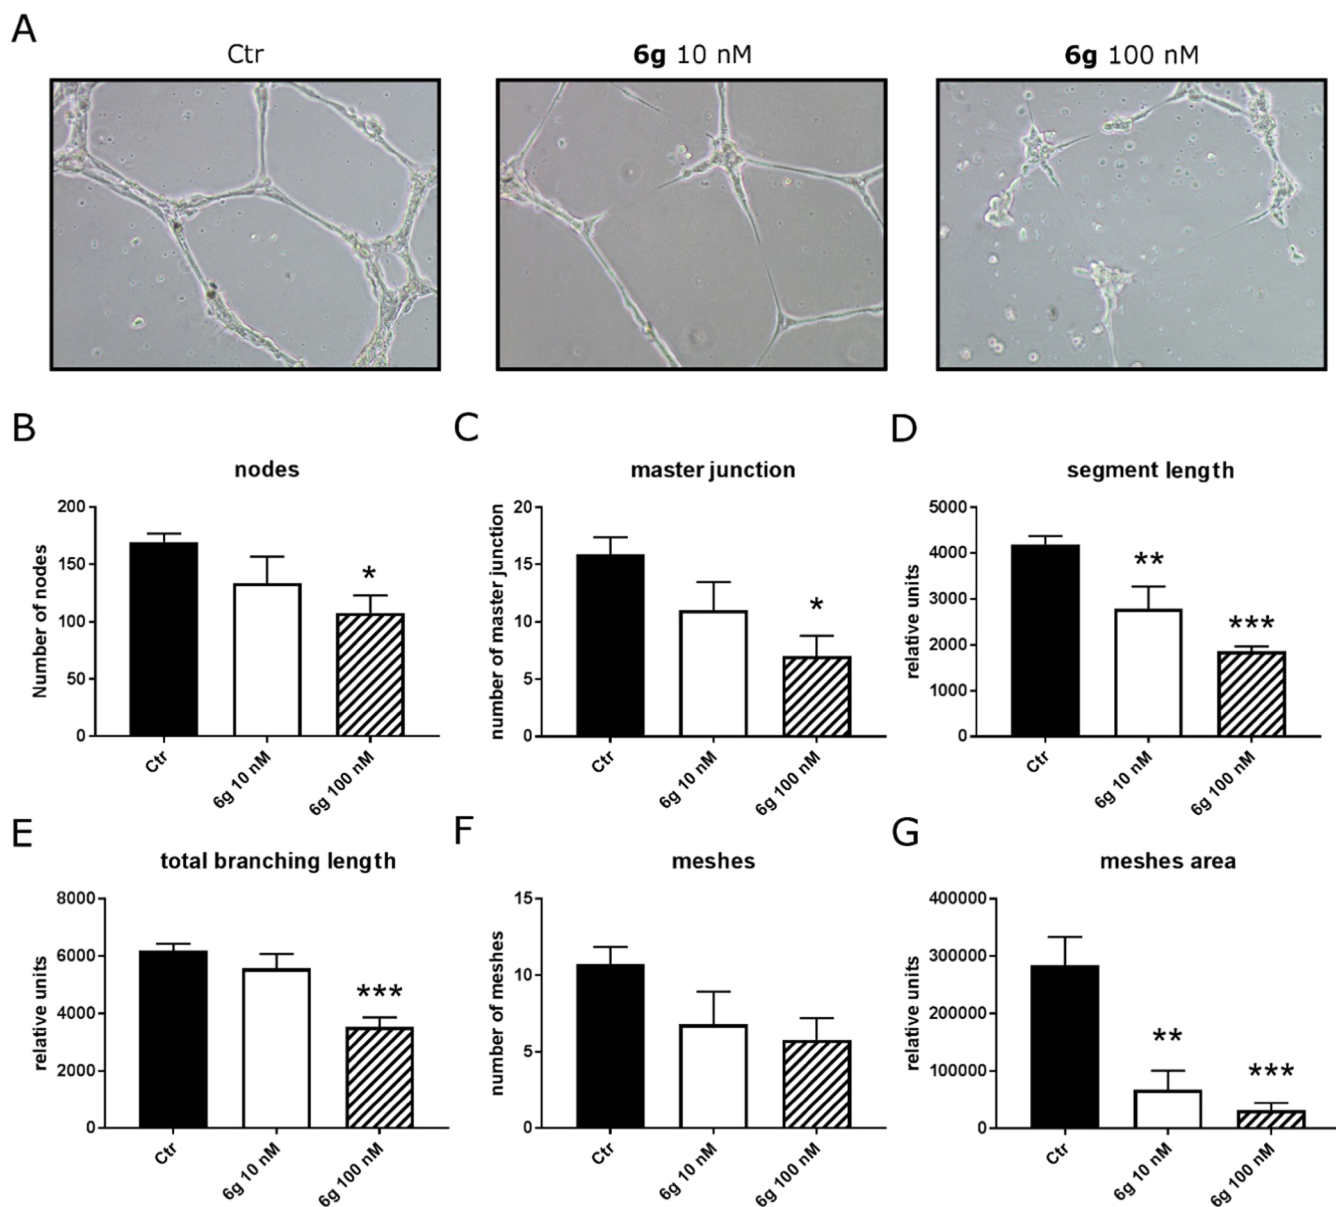 A
Ctr
6g 10 nM
6g 100 nM
B
nodes
Number of nodes
200
150
100
50
0
*
Ctr
6g 10 nM
6g 100 nM
C
master junction
number of master junction
20
15
10
5
0
*
Ctr
6g 10 nM
6g 100 nM
D
segment length
relative units
5000
4000
3000
2000
1000
0
**
***
Ctr
6g 10 nM
6g 100 nM
E
total branching length
relative units
8000
6000
4000
2000
0
***
Ctr
6g 10 nM
6g 100 nM
F
meshes
number of meshes
15
10
5
0
Ctr
6g 10 nM
6g 100 nM
G
meshes area
relative units
400000
300000
200000
100000
0
**
***
Ctr
6g 10 nM
6g 100 nM